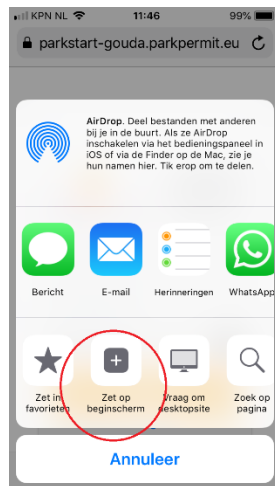 KPN NL 11:46 99%
parkstart-gouda.parkpermit.eu
AirDrop. Deel bestanden met anderen
bij je in de buurt. Als ze AirDrop
inschakelen via het bedieningspaneel in
iOS of via de Finder op de Mac, zie je
hun namen hier. Tik erop om te delen.
Bericht E-mail Herinneringen WhatsApp
Zet in Zet op Vraag om Zoek op
favorieten beginscherm desktopsite pagina
Annuleer